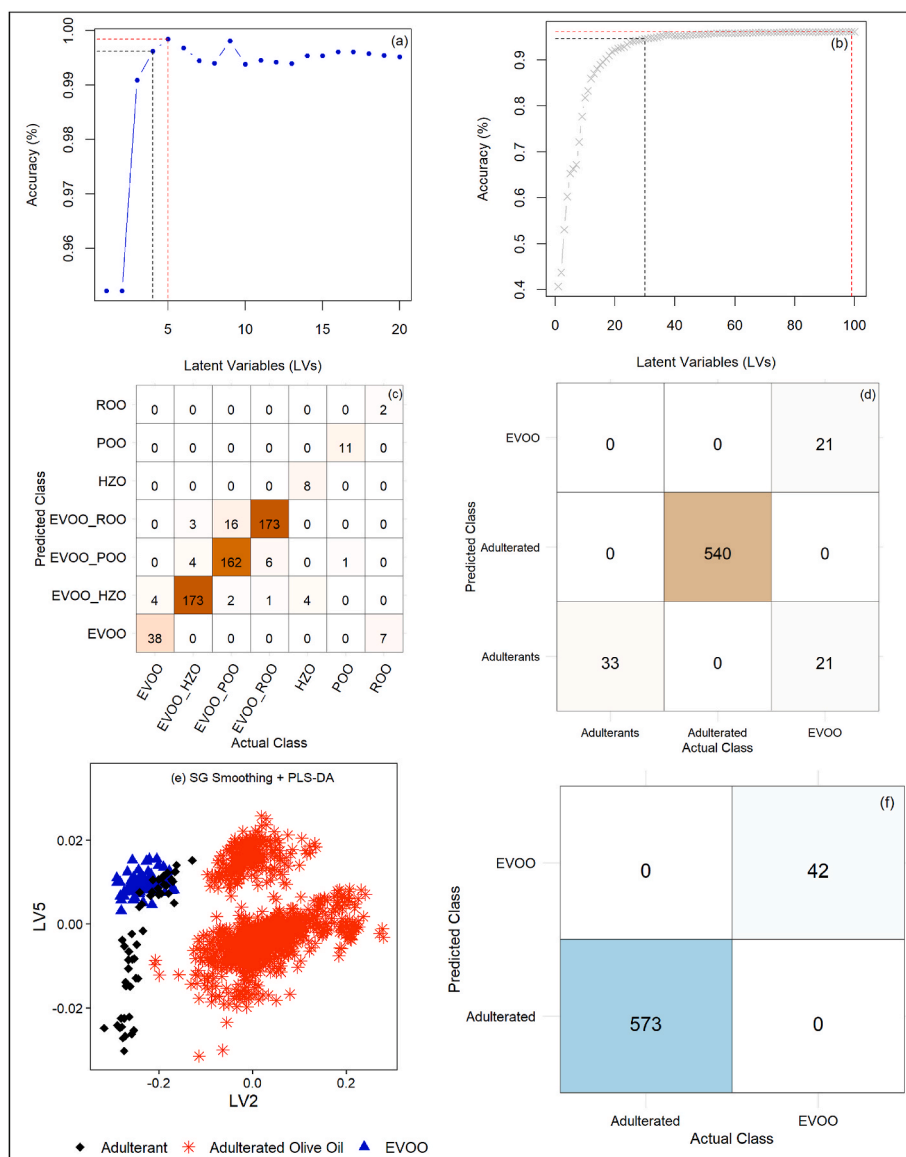 (a)
Accuracy (%)
1.00
0.99
0.98
0.97
0.96
5 10 15 20
Latent Variables (LVs)
(b)
Accuracy (%)
0.9
0.8
0.7
0.6
0.5
0.4
0 20 40 60 80 100
Latent Variables (LVs)
(c)
Predicted Class
ROO 0 0 0 0 0 0 2
POO 0 0 0 0 0 11 0
HZO 0 0 0 0 8 0 0
EVOO_ROO 0 3 16 173 0 0 0
EVOO_POO 0 4 162 6 0 1 0
EVOO_HZO 4 173 2 1 4 0 0
EVOO 38 0 0 0 0 0 7
EVOO EVOO_HZO EVOO_POO EVOO_ROO HZO POO ROO
Actual Class
(d)
Predicted Class
EVOO 0 0 21
Adulterated 0 540 0
Adulterants 33 0 21
Adulterants Adulterated EVOO
Actual Class
(e) SG Smoothing + PLS-DA
LV5
0.02
0.00
-0.02
-0.2 0.0 0.2
LV2
Adulterant Adulterated Olive Oil EVOO
(f)
Predicted Class
EVOO 0 42
Adulterated 573 0
Adulterated EVOO
Actual Class